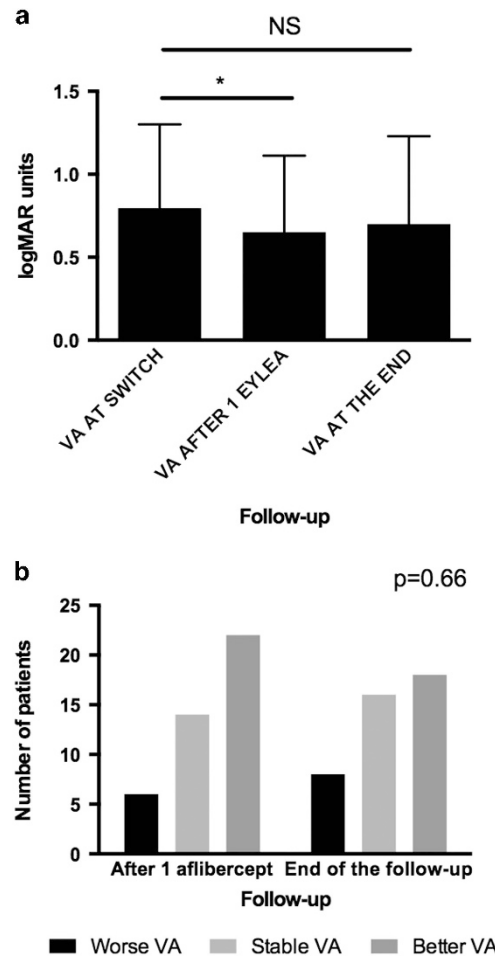 a
NS
*
1.5
1.0
0.5
0.0
logMAR units
VA AT SWITCH
VA AFTER 1 EYLEA
VA AT THE END
Follow-up
b
p=0.66
25
20
15
10
5
0
Number of patients
After 1 aflibercept
End of the follow-up
Follow-up
Worse VA
Stable VA
Better VA